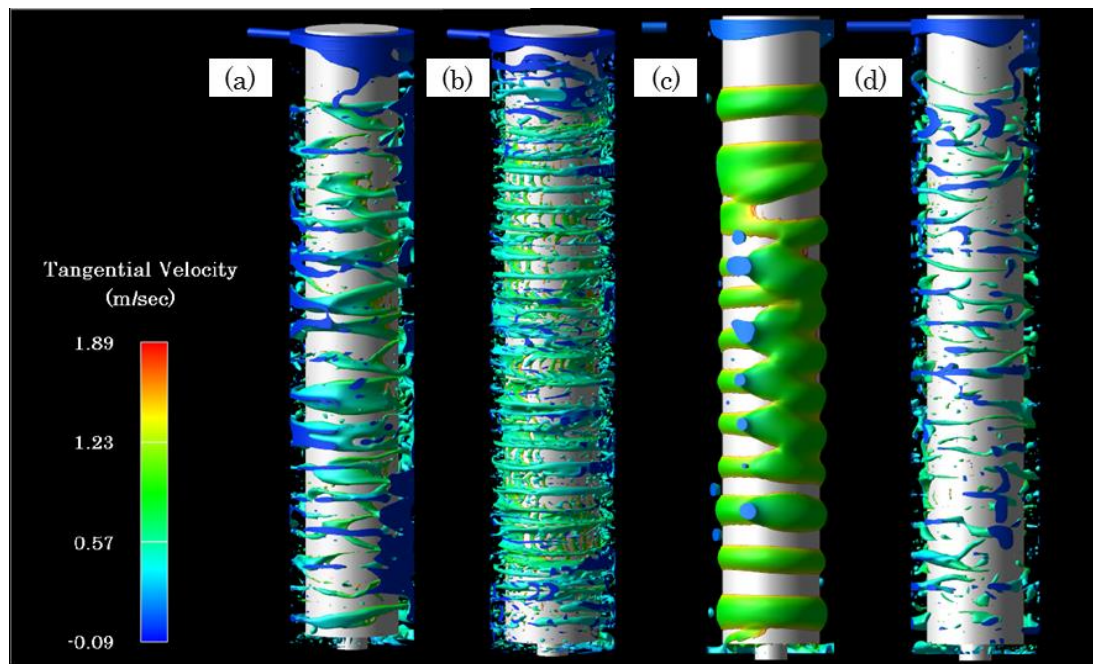 (a)
(b)
(c)
(d)
Tangential Velocity
(m/sec)
1.89
1.23
0.57
-0.09